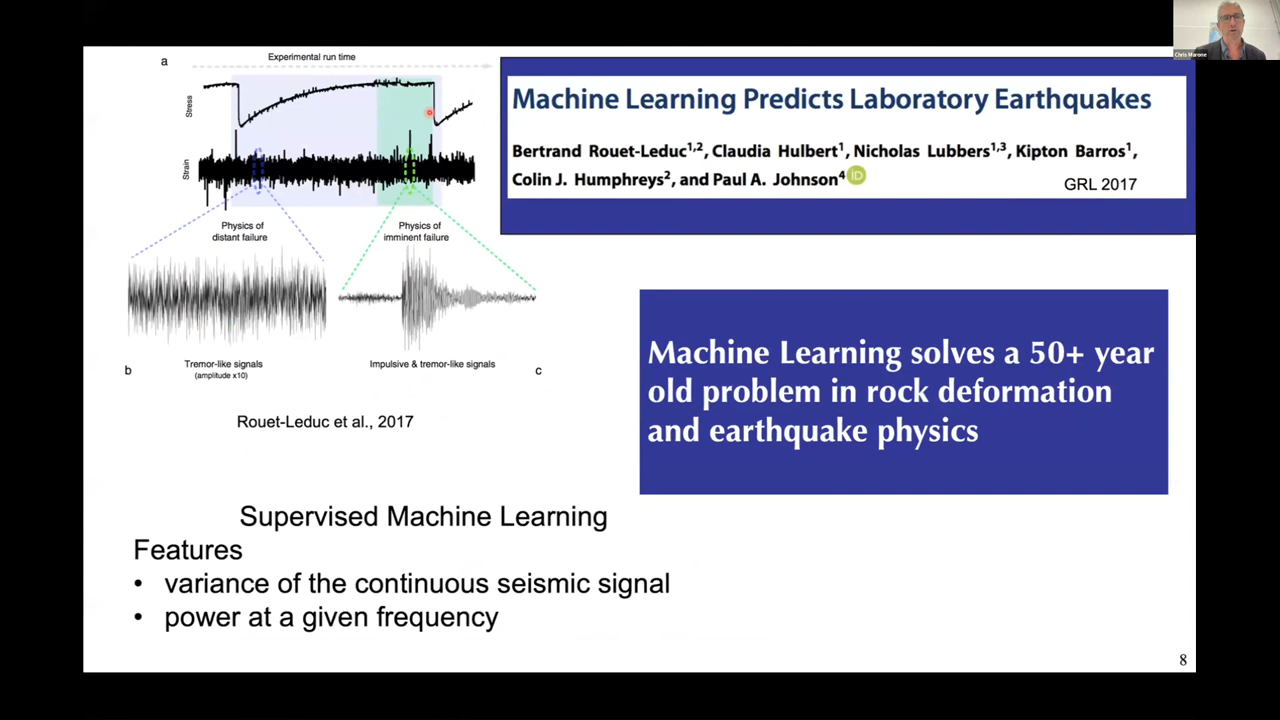 Chris Marone
a
Experimental run time
Stress
Strain
Physics of
distant failure
Physics of
imminent failure
Tremor-like signals
(amplitude x10)
Impulsive & tremor-like signals
b
c
Rouet-Leduc et al., 2017
Machine Learning Predicts Laboratory Earthquakes
Bertrand Rouet-Leduc1,2, Claudia Hulbert1, Nicholas Lubbers1,3, Kipton Barros1,
Colin J. Humphreys2, and Paul A. Johnson4 iD
GRL 2017
Machine Learning solves a 50+ year
old problem in rock deformation
and earthquake physics
Supervised Machine Learning
Features
• variance of the continuous seismic signal
• power at a given frequency
8